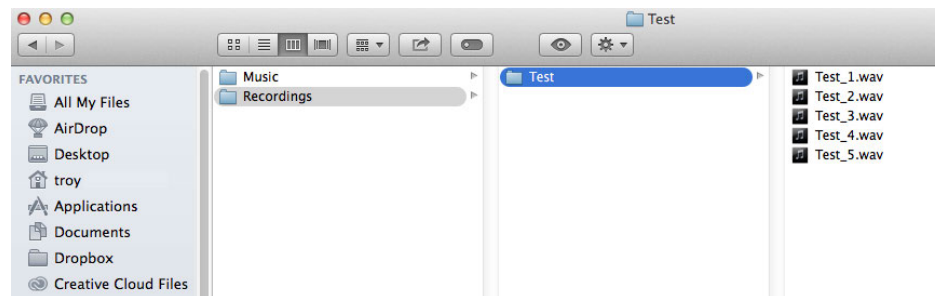 Test
FAVORITES
All My Files
AirDrop
Desktop
troy
Applications
Documents
Dropbox
Creative Cloud Files
Music
Recordings
Test
Test_1.wav
Test_2.wav
Test_3.wav
Test_4.wav
Test_5.wav